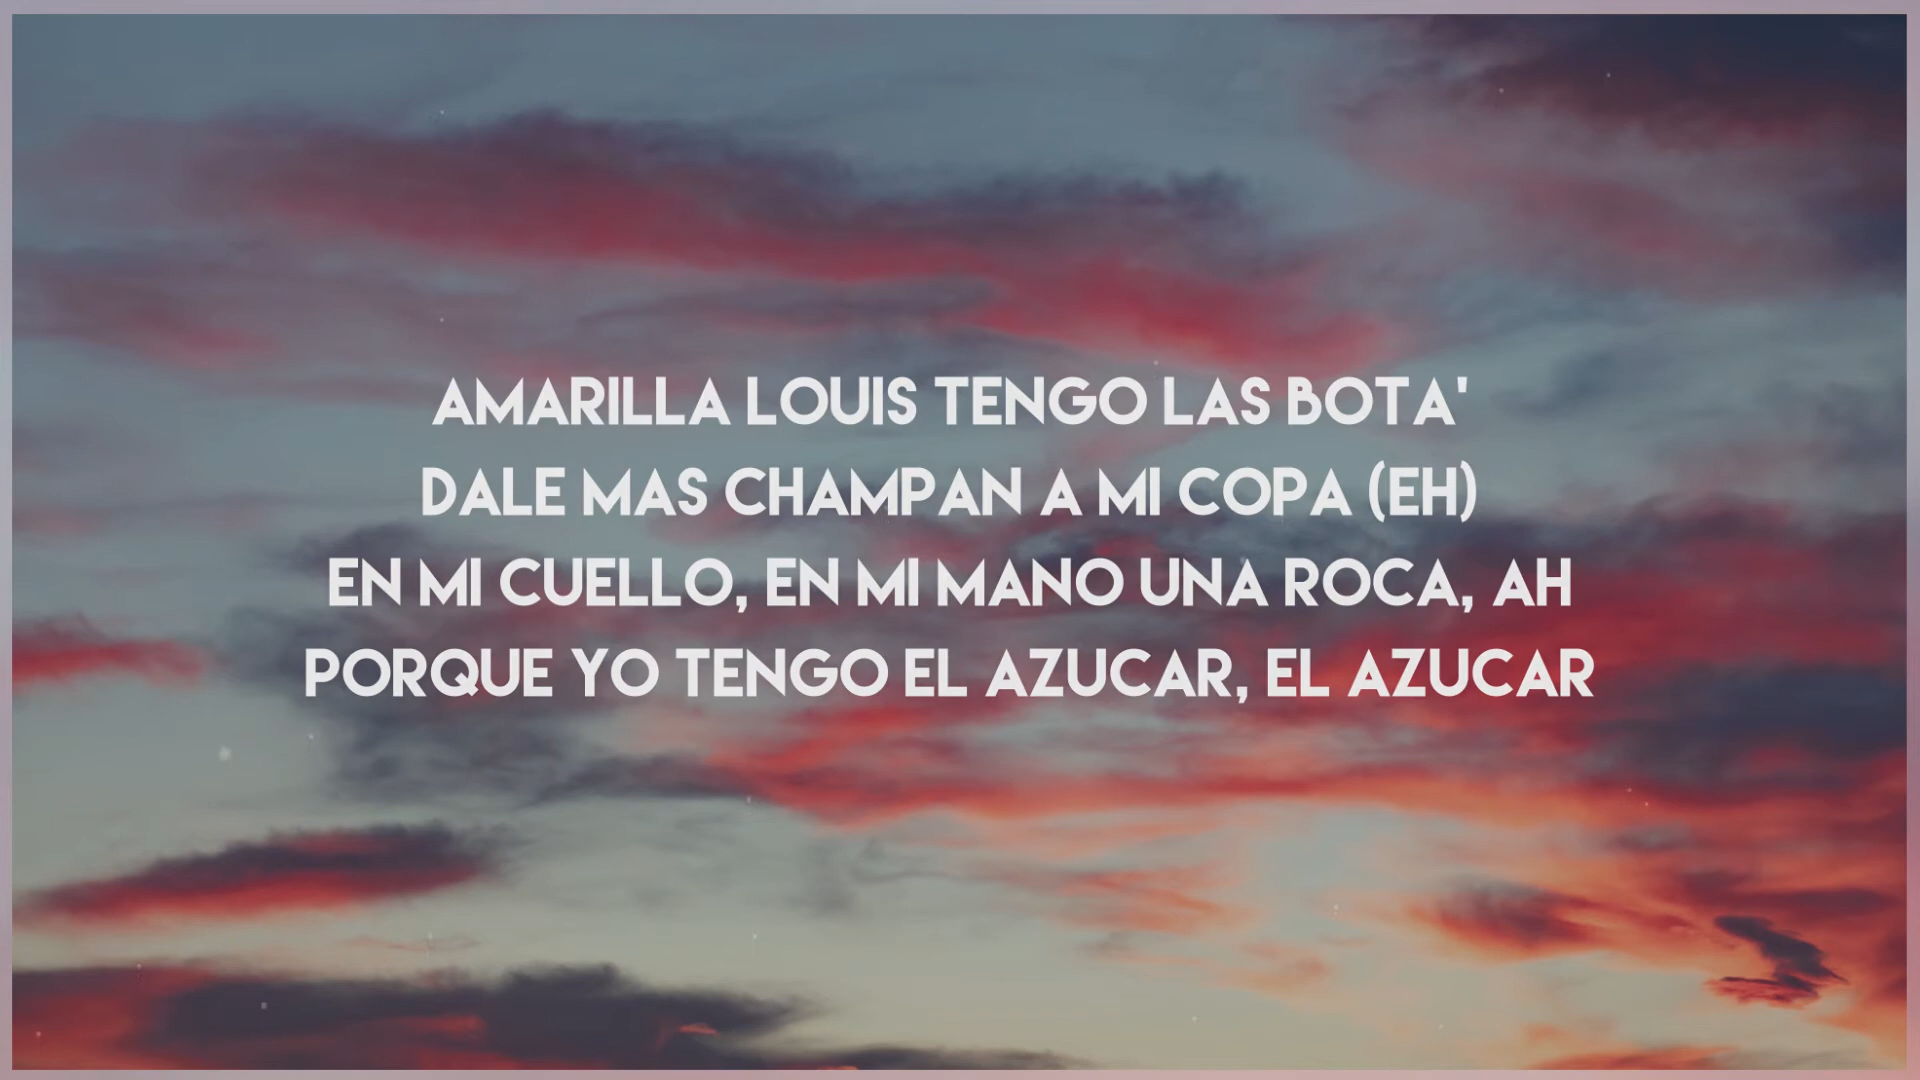 AMARILLA LOUIS TENGO LAS BOTA'
DALE MAS CHAMPAN A MI COPA (EH)
EN MI CUELLO, EN MI MANO UNA ROCA, AH
PORQUE YO TENGO EL AZUCAR, EL AZUCAR